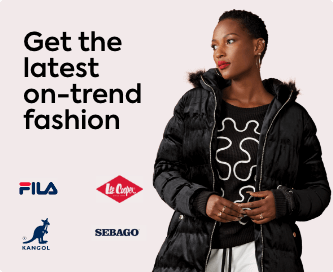 Get the
latest
on-trend
fashion
FILA
Lee Cooper
KANGOL
SEBAGO